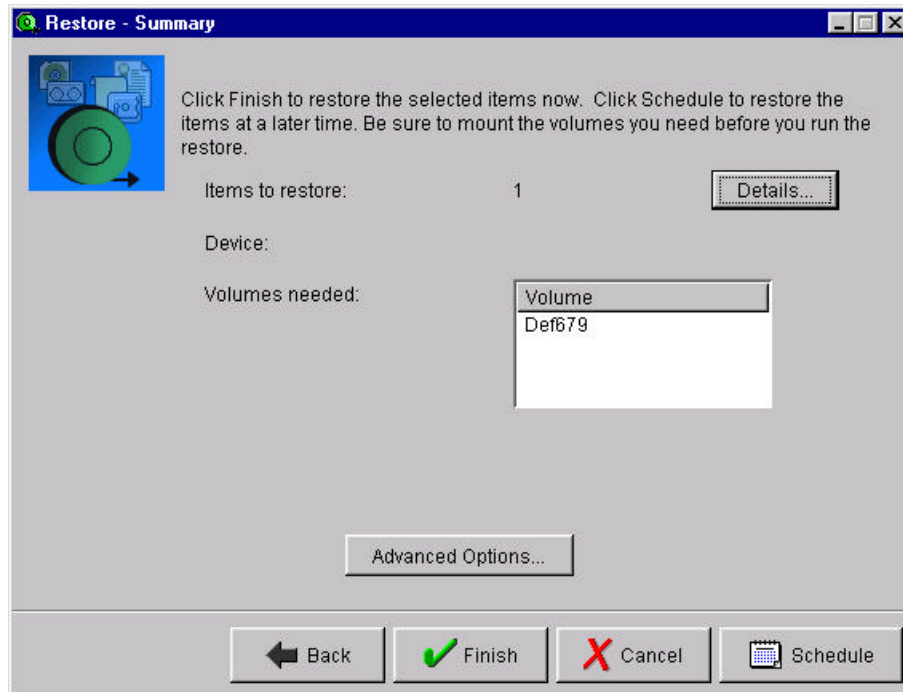 Restore - Summary
Click Finish to restore the selected items now.  Click Schedule to restore the
items at a later time. Be sure to mount the volumes you need before you run the
restore.
Items to restore: 1 Details...
Device:
Volumes needed:
Volume
Def679
Advanced Options...
Back Finish Cancel Schedule